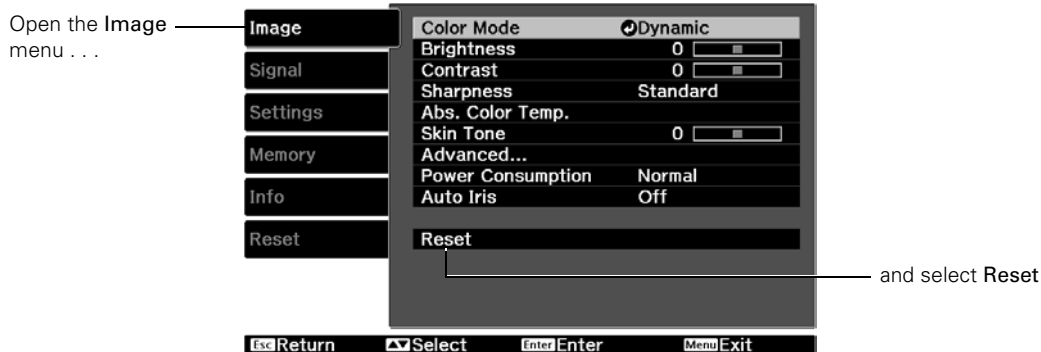 Open the Image
menu . . .
Image
Signal
Settings
Memory
Info
Reset
Color Mode Dynamic
Brightness 0
Contrast 0
Sharpness Standard
Abs. Color Temp.
Skin Tone 0
Advanced...
Power Consumption Normal
Auto Iris Off
Reset
and select Reset
Esc Return Select Enter Enter Menu Exit